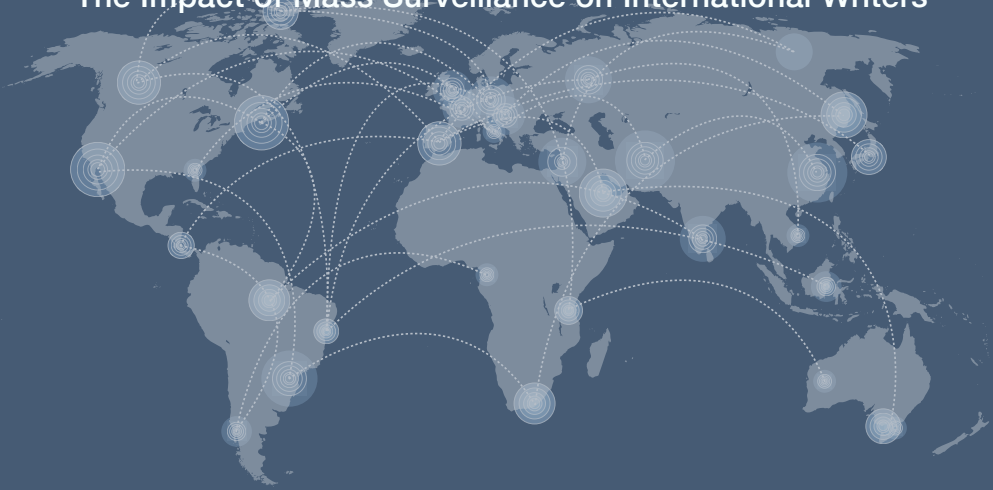 The Impact of Mass Surveillance on International Writers